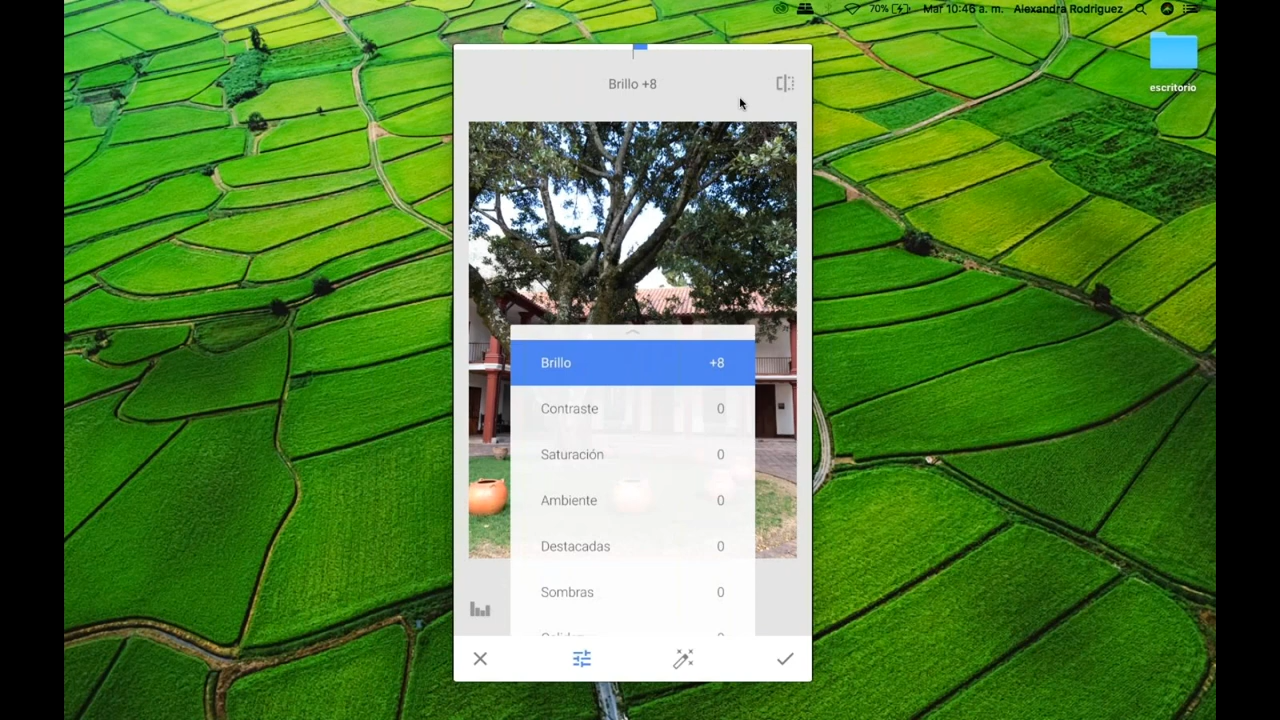 70% Mar 10:46 a. m. Alexandra Rodriguez
escritorio
Brillo +8
Brillo +8
Contraste 0
Saturación 0
Ambiente 0
Destacadas 0
Sombras 0